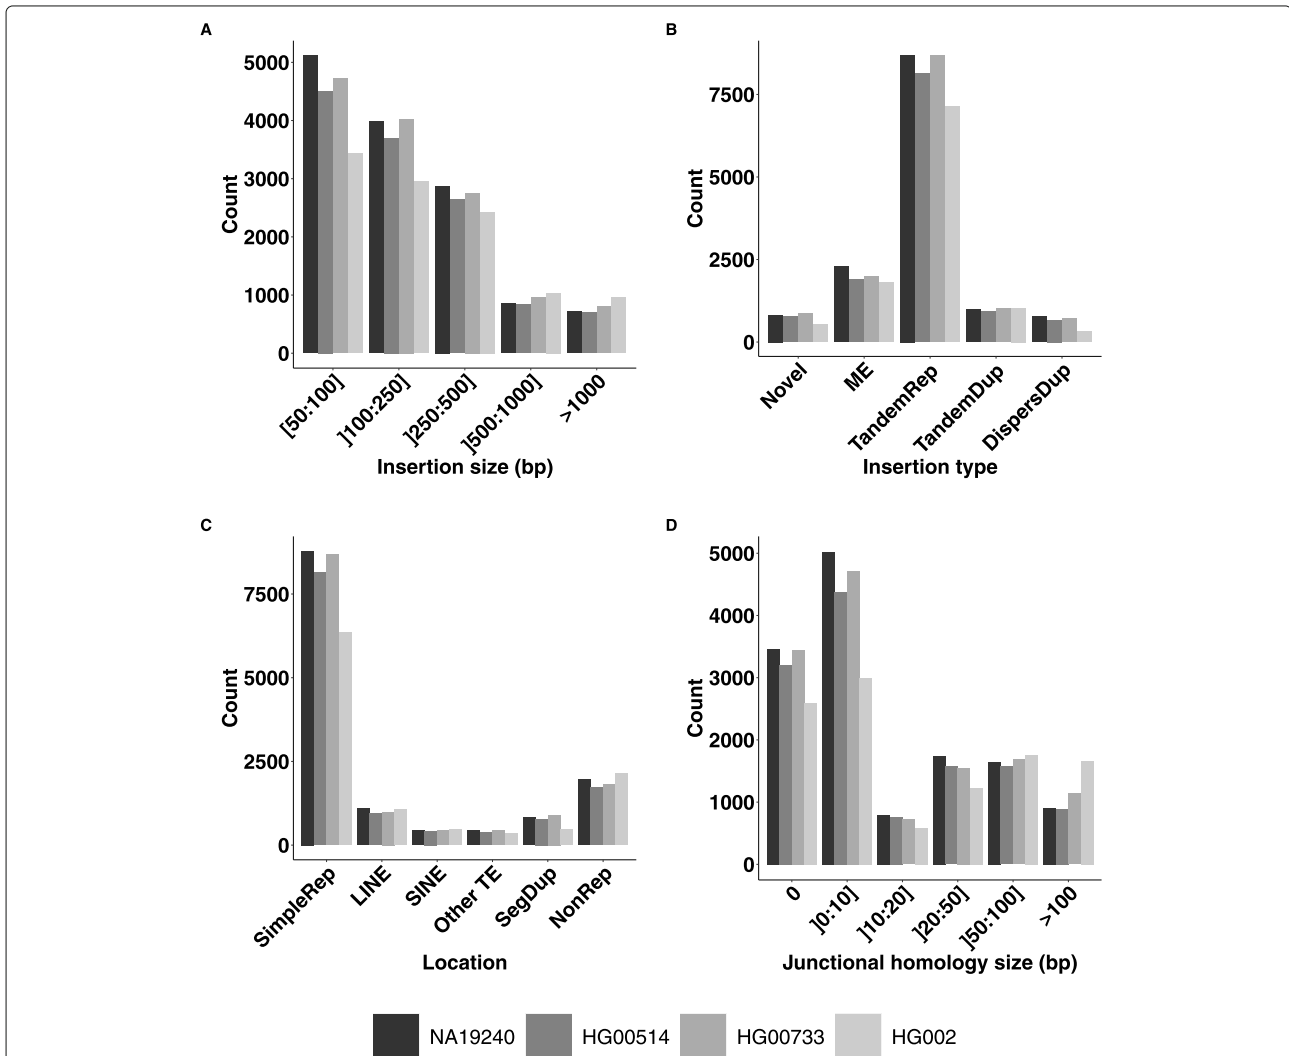 A
Count
5000
4000
3000
2000
1000
0
[50:100]
]100:250]
]250:500]
]500:1000]
>1000
Insertion size (bp)
B
Count
7500
5000
2500
0
Novel
ME
TandemRep
TandemDup
DispersDup
Insertion type
C
Count
7500
5000
2500
0
SimpleRep
LINE
SINE
Other TE
SegDup
NonRep
Location
D
Count
5000
4000
3000
2000
1000
0
0
]0:10]
]10:20]
]20:50]
]50:100]
>100
Junctional homology size (bp)
NA19240
HG00514
HG00733
HG002